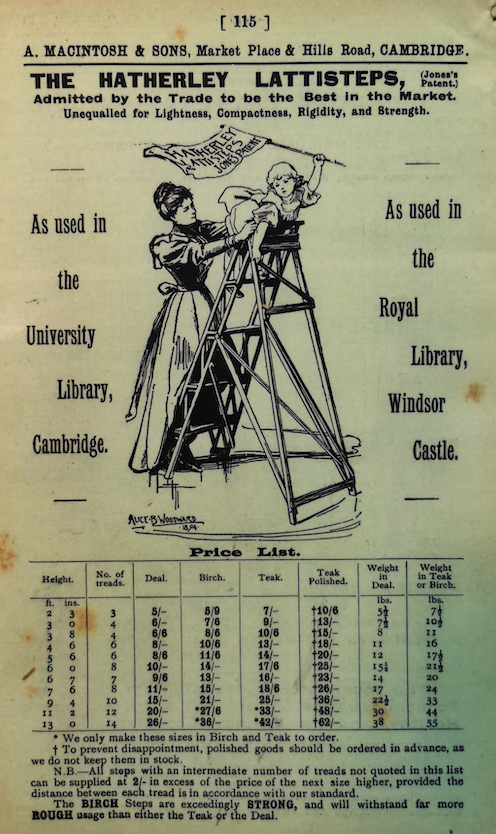 [ 115 ]
A. MACINTOSH & SONS, Market Place & Hills Road, CAMBRIDGE.
THE HATHERLEY LATTISTEPS, (Jones's Patent.)
Admitted by the Trade to be the Best in the Market.
Unequalled for Lightness, Compactness, Rigidity, and Strength.
HATHERLEY
LATTISTEPS
JONES PATENT
As used in
the
University
Library,
Cambridge.
As used in
the
Royal
Library,
Windsor
Castle.
ALICE·B·WOODWARD
Price List.
Height. No. of treads. Deal. Birch. Teak. Teak Polished. Weight in Deal. Weight in Teak or Birch.
ft. ins. lbs. lbs.
2 3 3 5/– 5/9 7/– †10/6 5½ 7½
3 0 4 6/– 7/6 9/– †13/– 7½ 10½
3 8 4 6/6 8/6 10/6 †15/– 8 11
4 6 6 8/– 10/6 13/– †18/– 11 16
5 6 6 8/6 11/6 14/– †20/– 12 17½
6 0 8 10/– 14/– 17/6 †25/– 21½
6 7 7 9/6 13/– 16/– †23/– 14 20
7 6 8 11/– 15/– 18/6 †26/– 17 24
9 4 10 15/– 21/– 25/– †36/– 22½ 33
11 2 12 20/– *27/6 *33/– †48/– 30 44
13 0 14 26/– *36/– *42/– †62/– 38 55
* We only make these sizes in Birch and Teak to order.
† To prevent disappointment, polished goods should be ordered in advance, as
we do not keep them in stock.
N.B.—All steps with an intermediate number of treads not quoted in this list
can be supplied at 2/- in excess of the price of the next size higher, provided the
distance between each tread is in accordance with our standard.
The BIRCH Steps are exceedingly STRONG, and will withstand far more
ROUGH usage than either the Teak or the Deal.